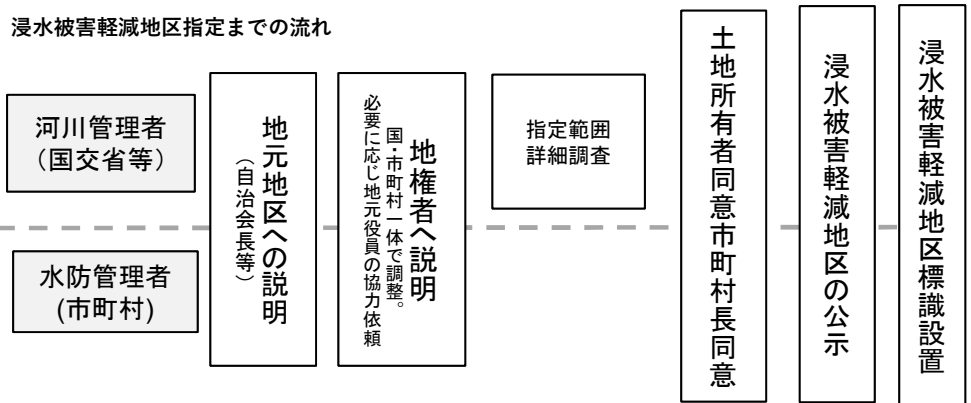 浸水被害軽減地区指定までの流れ
河川管理者
（国交省等）
水防管理者
(市町村)
地元地区への説明
（自治会長等）
地権者へ説明
国・市町村一体で調整。
必要に応じ地元役員の協力依頼
指定範囲
詳細調査
土地所有者同意市町村長同意
浸水被害軽減地区の公示
浸水被害軽減地区標識設置